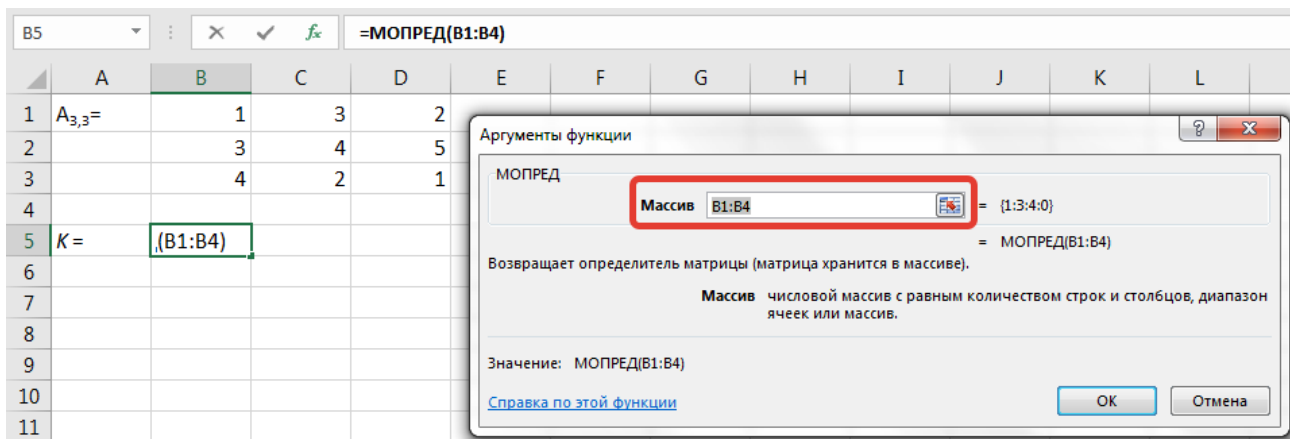 B5 =МОПРЕД(B1:B4)
A B C D E F G H I J K L
1 A3,3= 1 3 2
2 3 4 5
3 4 2 1
4
5 K = ,(B1:B4)
6
7
8
9
10
11
Аргументы функции
МОПРЕД
Массив B1:B4 = {1:3:4:0}
= МОПРЕД(B1:B4)
Возвращает определитель матрицы (матрица хранится в массиве).
Массив числовой массив с равным количеством строк и столбцов, диапазон
ячеек или массив.
Значение: МОПРЕД(B1:B4)
Справка по этой функции ОК Отмена